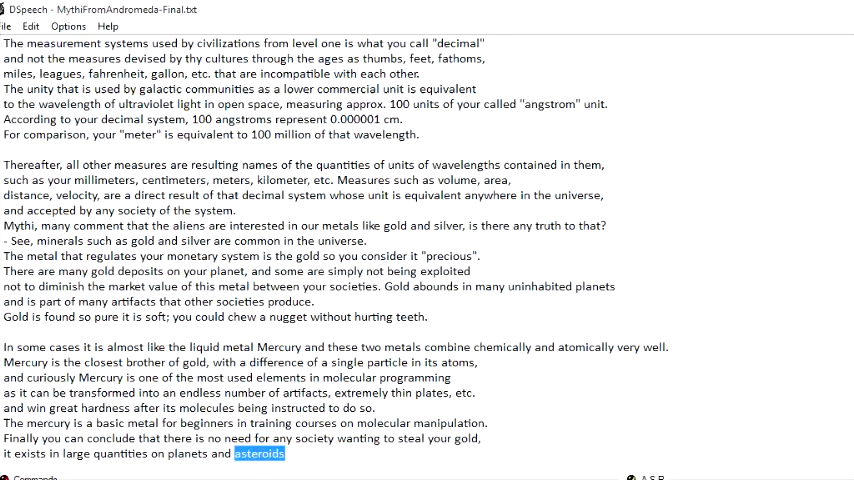 DSpeech - MythiFromAndromeda-Final.txt
File Edit Options Help
The measurement systems used by civilizations from level one is what you call "decimal"
and not the measures devised by thy cultures through the ages as thumbs, feet, fathoms,
miles, leagues, fahrenheit, gallon, etc. that are incompatible with each other.
The unity that is used by galactic communities as a lower commercial unit is equivalent
to the wavelength of ultraviolet light in open space, measuring approx. 100 units of your called "angstrom" unit.
According to your decimal system, 100 angstroms represent 0.000001 cm.
For comparison, your "meter" is equivalent to 100 million of that wavelength.
Thereafter, all other measures are resulting names of the quantities of units of wavelengths contained in them,
such as your millimeters, centimeters, meters, kilometer, etc. Measures such as volume, area,
distance, velocity, are a direct result of that decimal system whose unit is equivalent anywhere in the universe,
and accepted by any society of the system.
Mythi, many comment that the aliens are interested in our metals like gold and silver, is there any truth to that?
- See, minerals such as gold and silver are common in the universe.
The metal that regulates your monetary system is the gold so you consider it "precious".
There are many gold deposits on your planet, and some are simply not being exploited
not to diminish the market value of this metal between your societies. Gold abounds in many uninhabited planets
and is part of many artifacts that other societies produce.
Gold is found so pure it is soft; you could chew a nugget without hurting teeth.
In some cases it is almost like the liquid metal Mercury and these two metals combine chemically and atomically very well.
Mercury is the closest brother of gold, with a difference of a single particle in its atoms,
and curiously Mercury is one of the most used elements in molecular programming
as it can be transformed into an endless number of artifacts, extremely thin plates, etc.
and win great hardness after its molecules being instructed to do so.
The mercury is a basic metal for beginners in training courses on molecular manipulation.
Finally you can conclude that there is no need for any society wanting to steal your gold,
it exists in large quantities on planets and asteroids